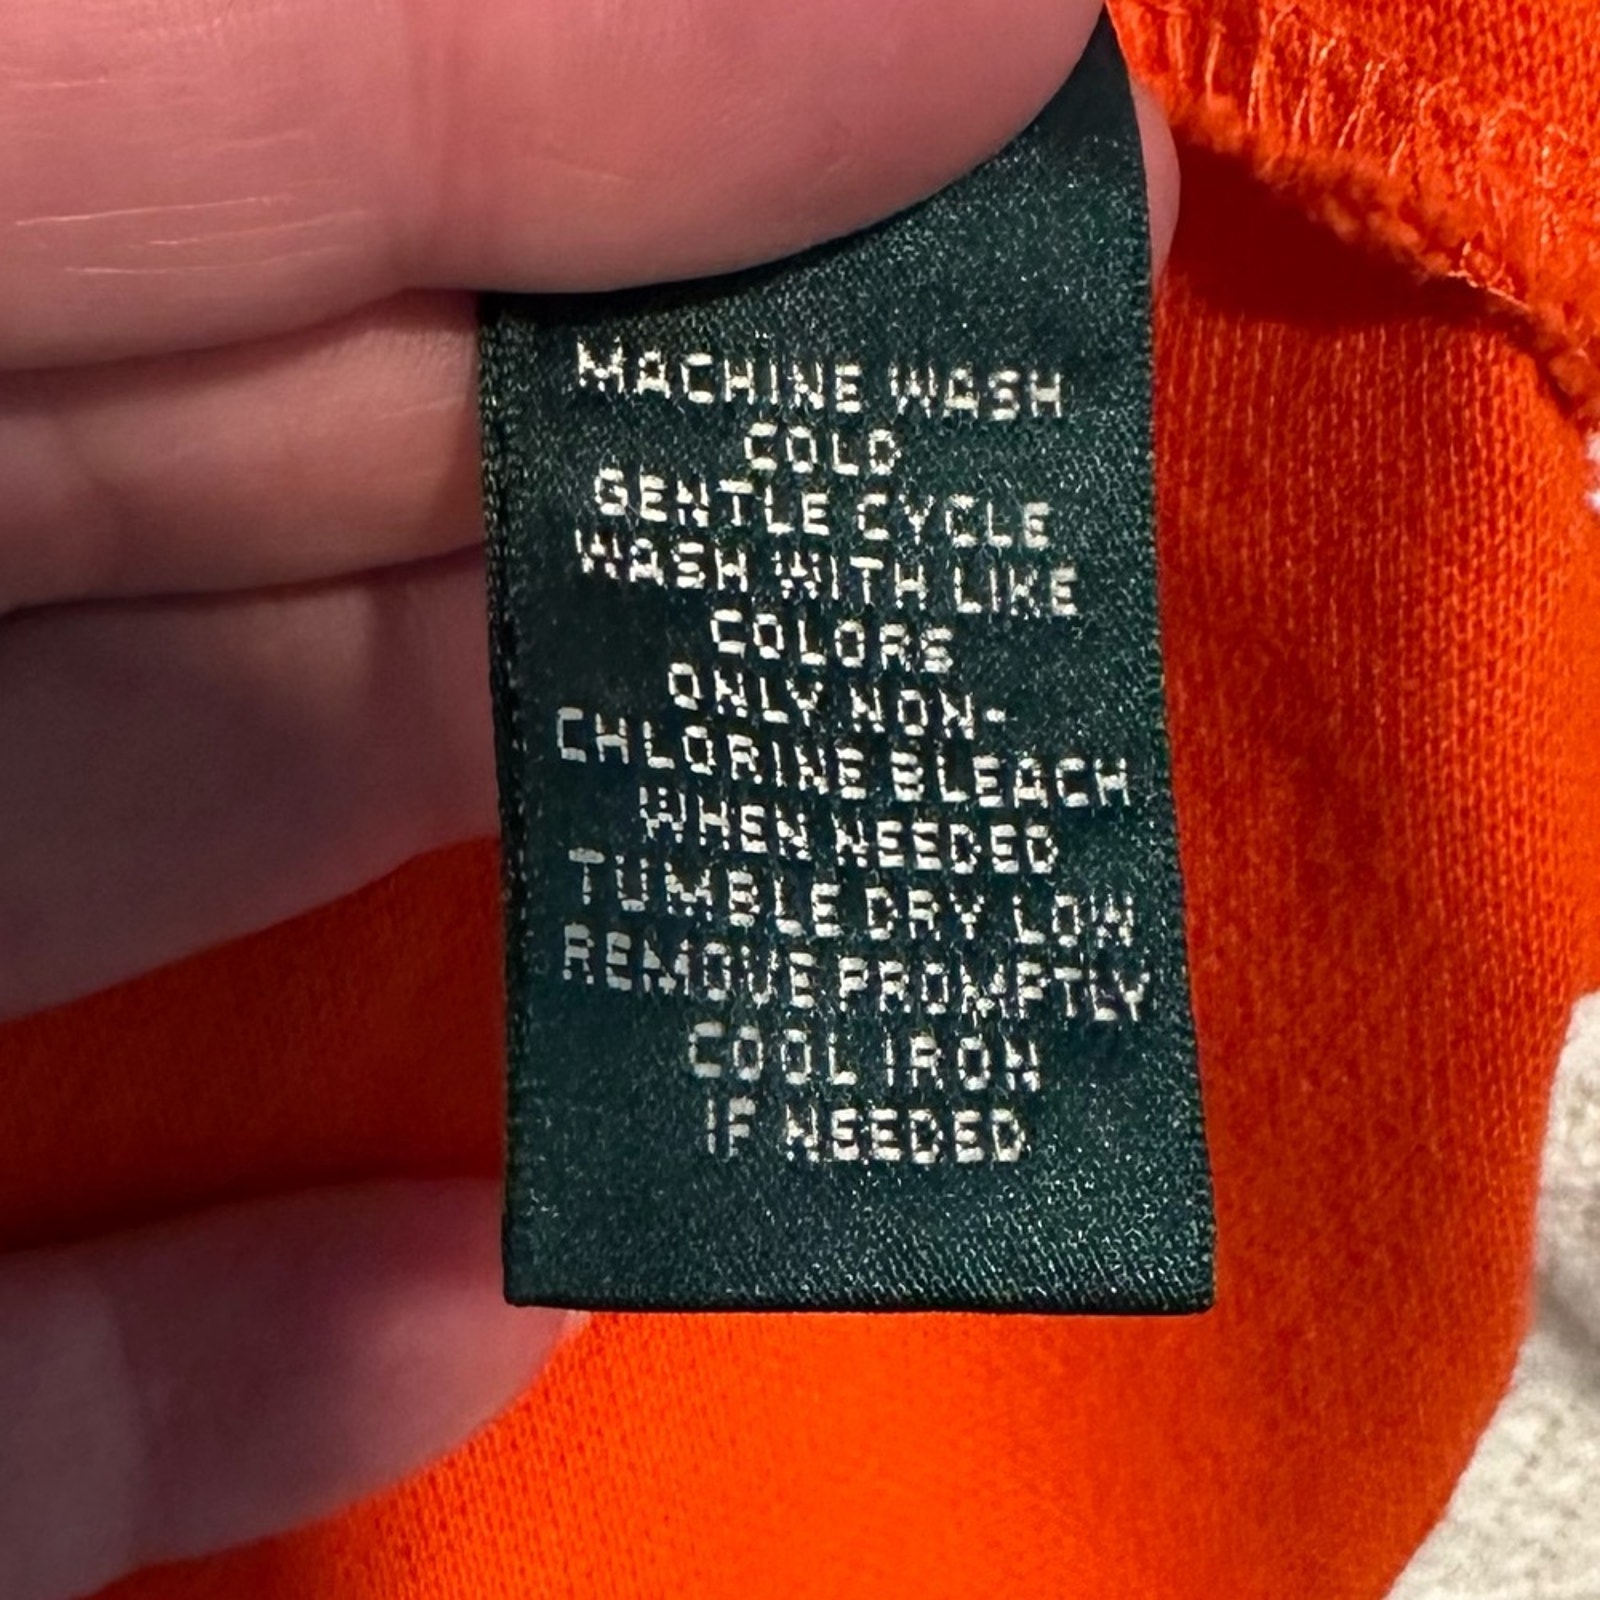 MACHINE WASH
COLD
GENTLE CYCLE
WASH WITH LIKE
COLORS
ONLY NON-
CHLORINE BLEACH
WHEN NEEDED
TUMBLE DRY LOW
REMOVE PROMPTLY
COOL IRON
IF NEEDED